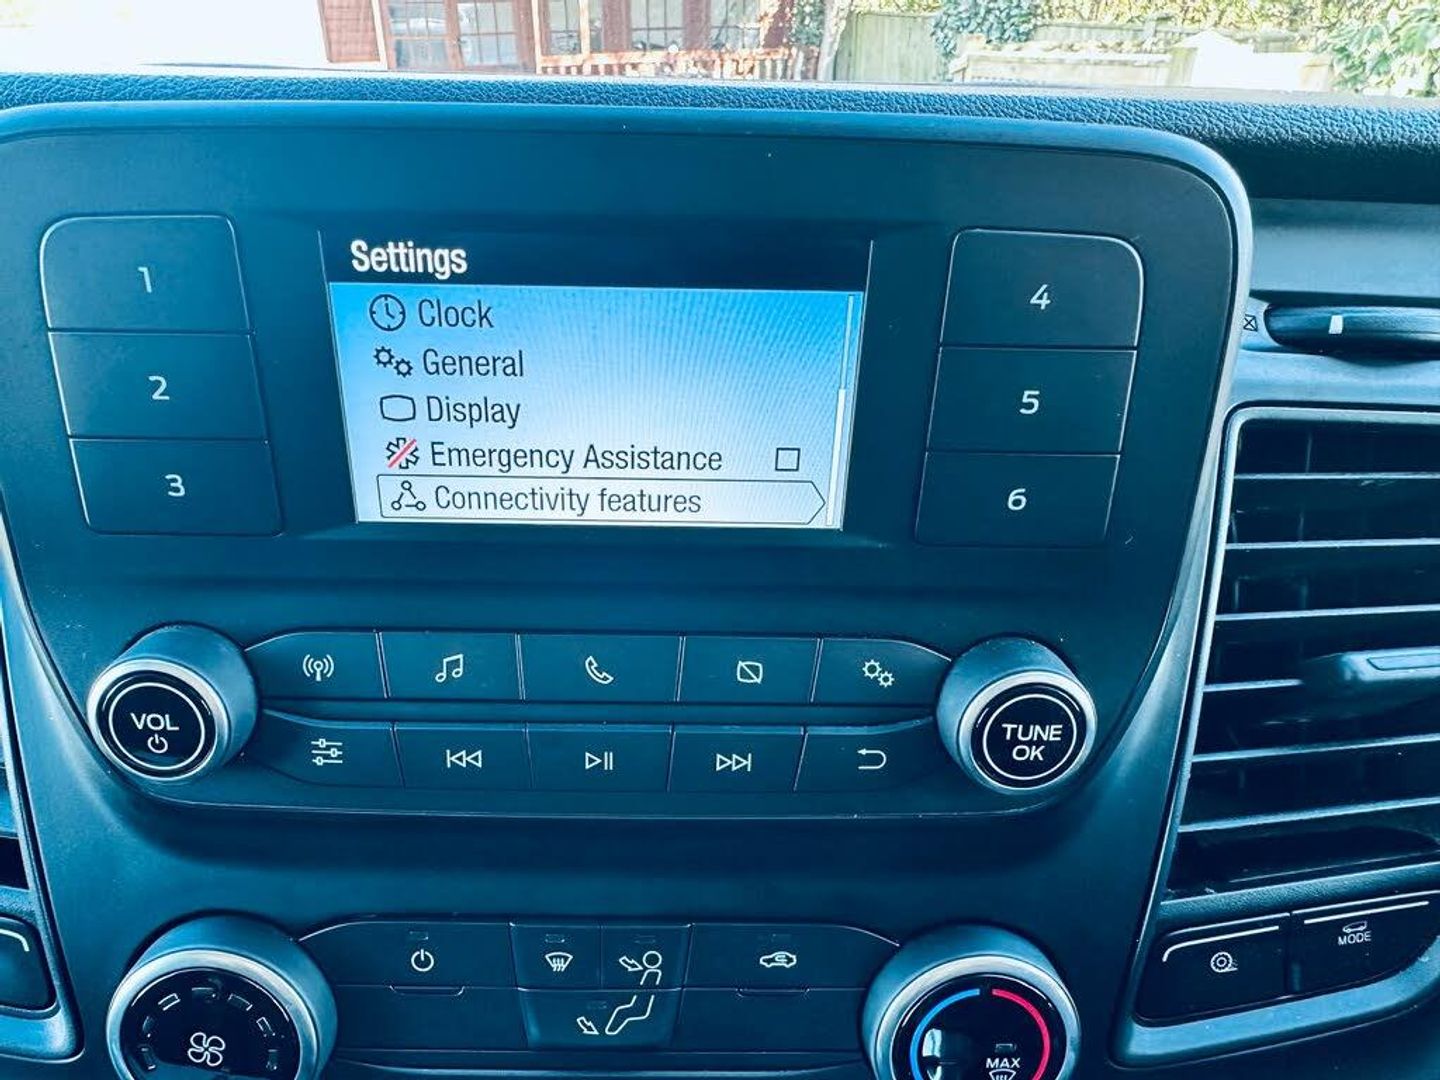 Settings
Clock
General
Display
Emergency Assistance
Connectivity features
1
2
3
4
5
6
VOL
TUNE
OK
MODE
MAX